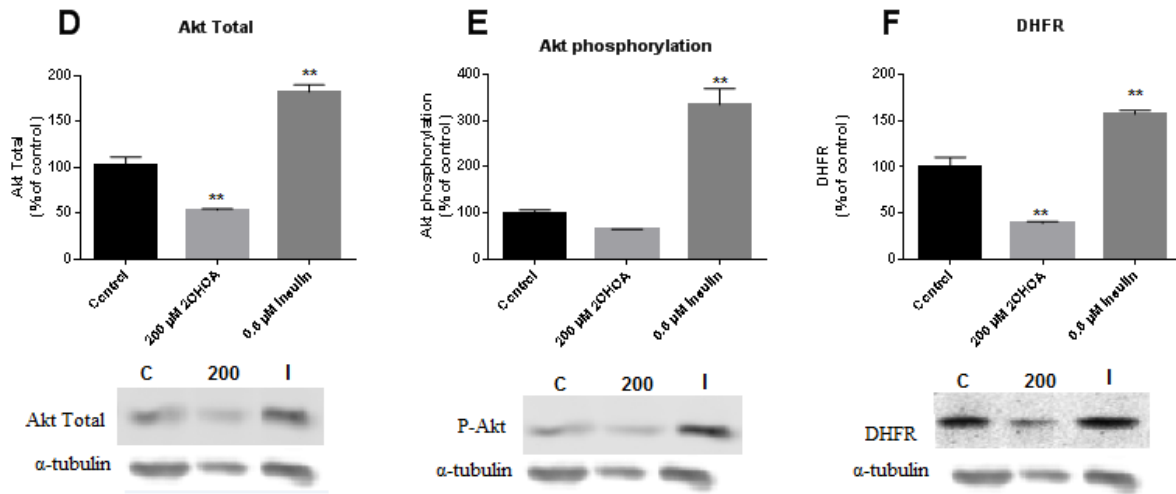 D
Akt Total
Akt Total
(% of control)
200
150
100
50
0
**
**
Control
200 µM 2OHOA
0.6 µM Insulin
C 200 I
Akt Total
α-tubulin
E
Akt phosphorylation
Akt phosphorylation
(% of control)
400
300
200
100
0
**
Control
200 µM 2OHOA
0.6 µM Insulin
C 200 I
P-Akt
α-tubulin
F
DHFR
DHFR
(% of control)
200
150
100
50
0
**
**
Control
200 µM 2OHOA
0.6 µM Insulin
C 200 I
DHFR
α-tubulin